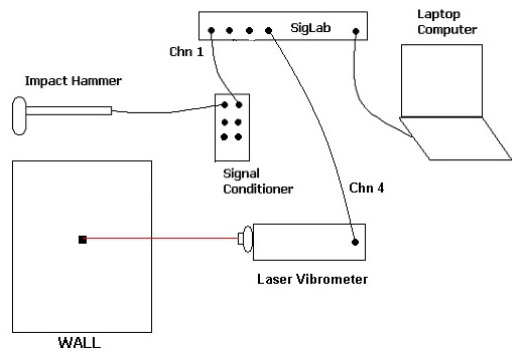 SigLab
Laptop
Computer
Chn 1
Impact Hammer
Signal
Conditioner
Chn 4
Laser Vibrometer
WALL